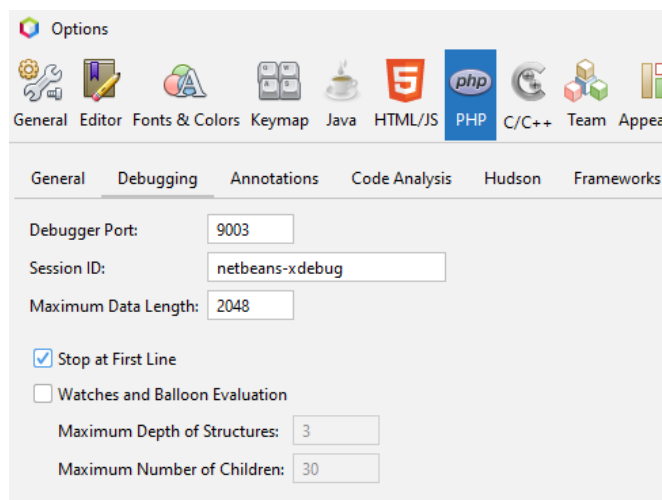 Options
General Editor Fonts & Colors Keymap Java HTML/JS PHP C/C++ Team
General Debugging Annotations Code Analysis Hudson Frameworks
Debugger Port: 9003
Session ID: netbeans-xdebug
Maximum Data Length: 2048
Stop at First Line
Watches and Balloon Evaluation
Maximum Depth of Structures: 3
Maximum Number of Children: 30